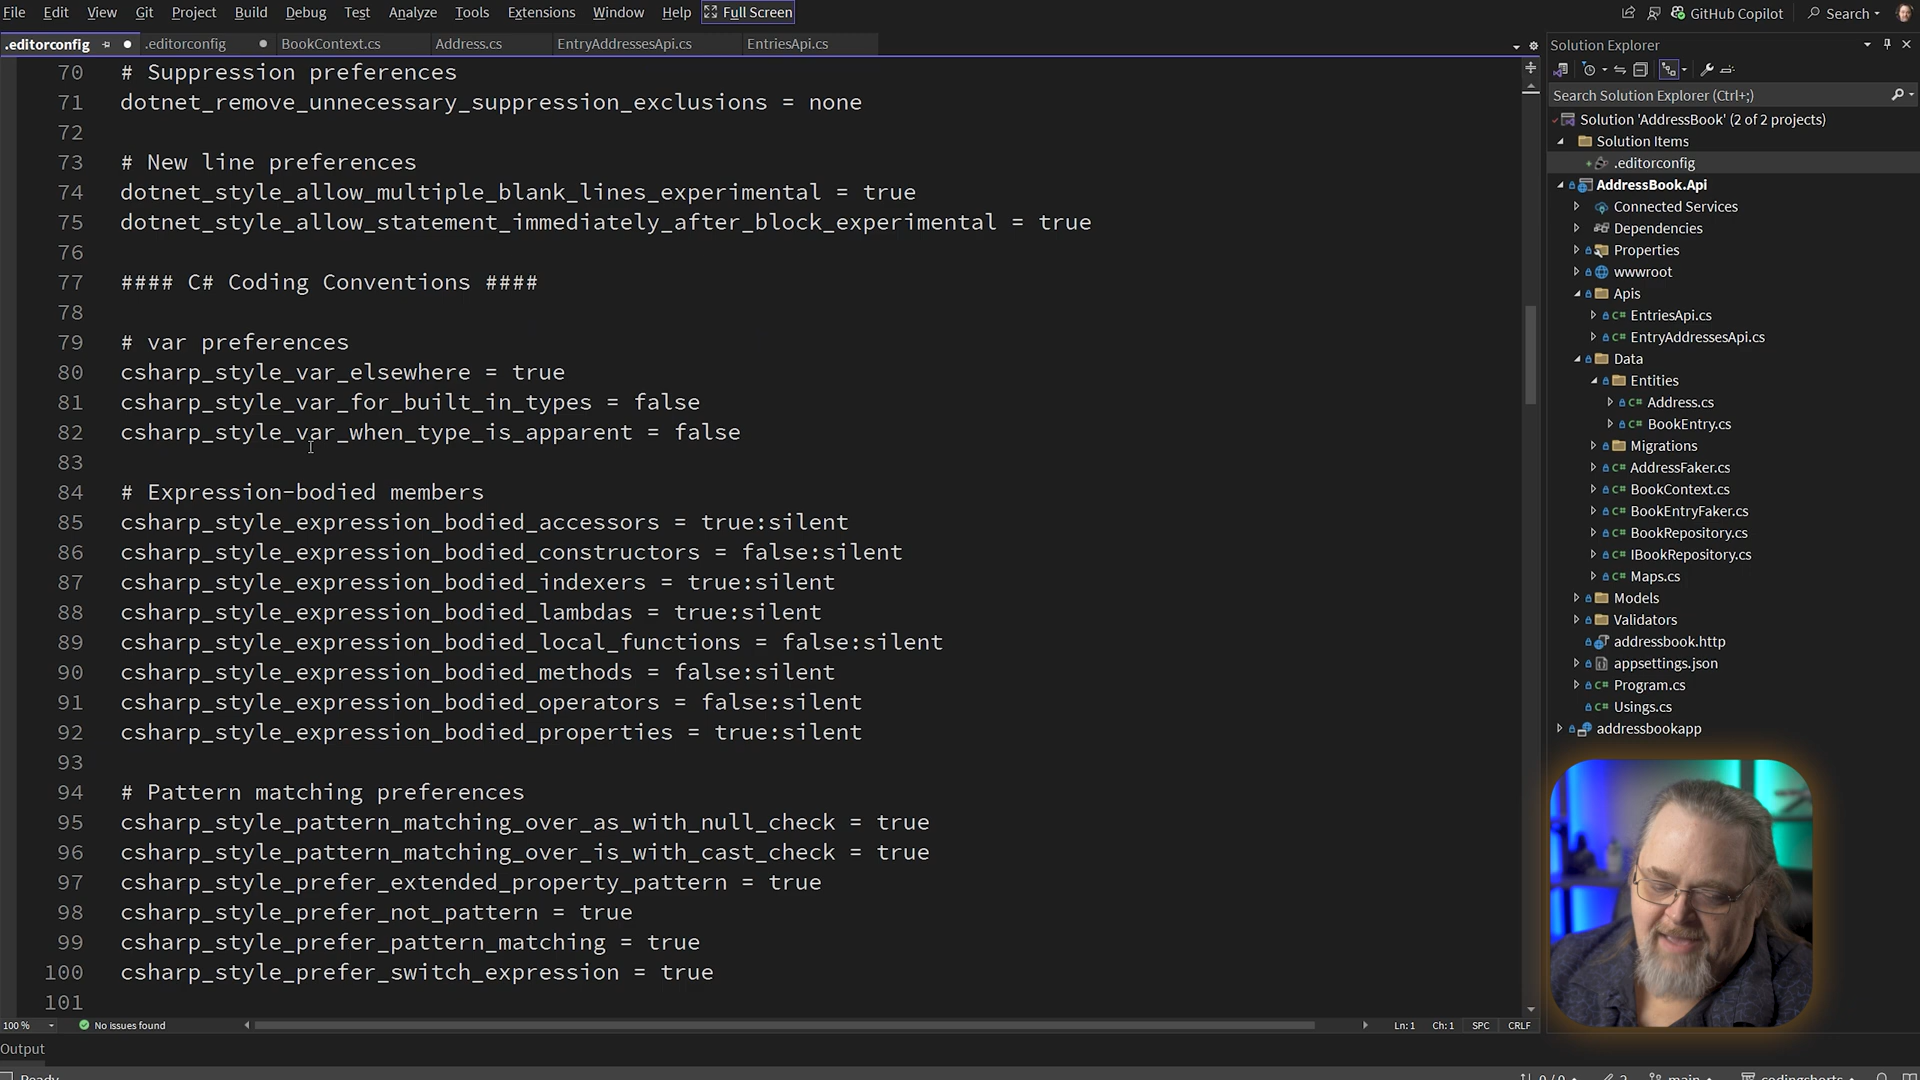 File Edit View Git Project Build Debug Test Analyze Tools Extensions Window Help Full Screen GitHub Copilot Search
.editorconfig .editorconfig BookContext.cs Address.cs EntryAddressesApi.cs EntriesApi.cs
70 # Suppression preferences
71 dotnet_remove_unnecessary_suppression_exclusions = none
72
73 # New line preferences
74 dotnet_style_allow_multiple_blank_lines_experimental = true
75 dotnet_style_allow_statement_immediately_after_block_experimental = true
76
77 #### C# Coding Conventions ####
78
79 # var preferences
80 csharp_style_var_elsewhere = true
81 csharp_style_var_for_built_in_types = false
82 csharp_style_var_when_type_is_apparent = false
83
84 # Expression-bodied members
85 csharp_style_expression_bodied_accessors = true:silent
86 csharp_style_expression_bodied_constructors = false:silent
87 csharp_style_expression_bodied_indexers = true:silent
88 csharp_style_expression_bodied_lambdas = true:silent
89 csharp_style_expression_bodied_local_functions = false:silent
90 csharp_style_expression_bodied_methods = false:silent
91 csharp_style_expression_bodied_operators = false:silent
92 csharp_style_expression_bodied_properties = true:silent
93
94 # Pattern matching preferences
95 csharp_style_pattern_matching_over_as_with_null_check = true
96 csharp_style_pattern_matching_over_is_with_cast_check = true
97 csharp_style_prefer_extended_property_pattern = true
98 csharp_style_prefer_not_pattern = true
99 csharp_style_prefer_pattern_matching = true
100 csharp_style_prefer_switch_expression = true
101
100 % No issues found Ln: 1 Ch: 1 SPC CRLF
Output
Ready 0 / 0 2 main codingshorts
Solution Explorer
Search Solution Explorer (Ctrl+;)
Solution 'AddressBook' (2 of 2 projects)
Solution Items
.editorconfig
AddressBook.Api
Connected Services
Dependencies
Properties
wwwroot
Apis
C# EntriesApi.cs
C# EntryAddressesApi.cs
Data
Entities
C# Address.cs
C# BookEntry.cs
Migrations
C# AddressFaker.cs
C# BookContext.cs
C# BookEntryFaker.cs
C# BookRepository.cs
C# IBookRepository.cs
C# Maps.cs
Models
Validators
addressbook.http
appsettings.json
C# Program.cs
C# Usings.cs
addressbookapp